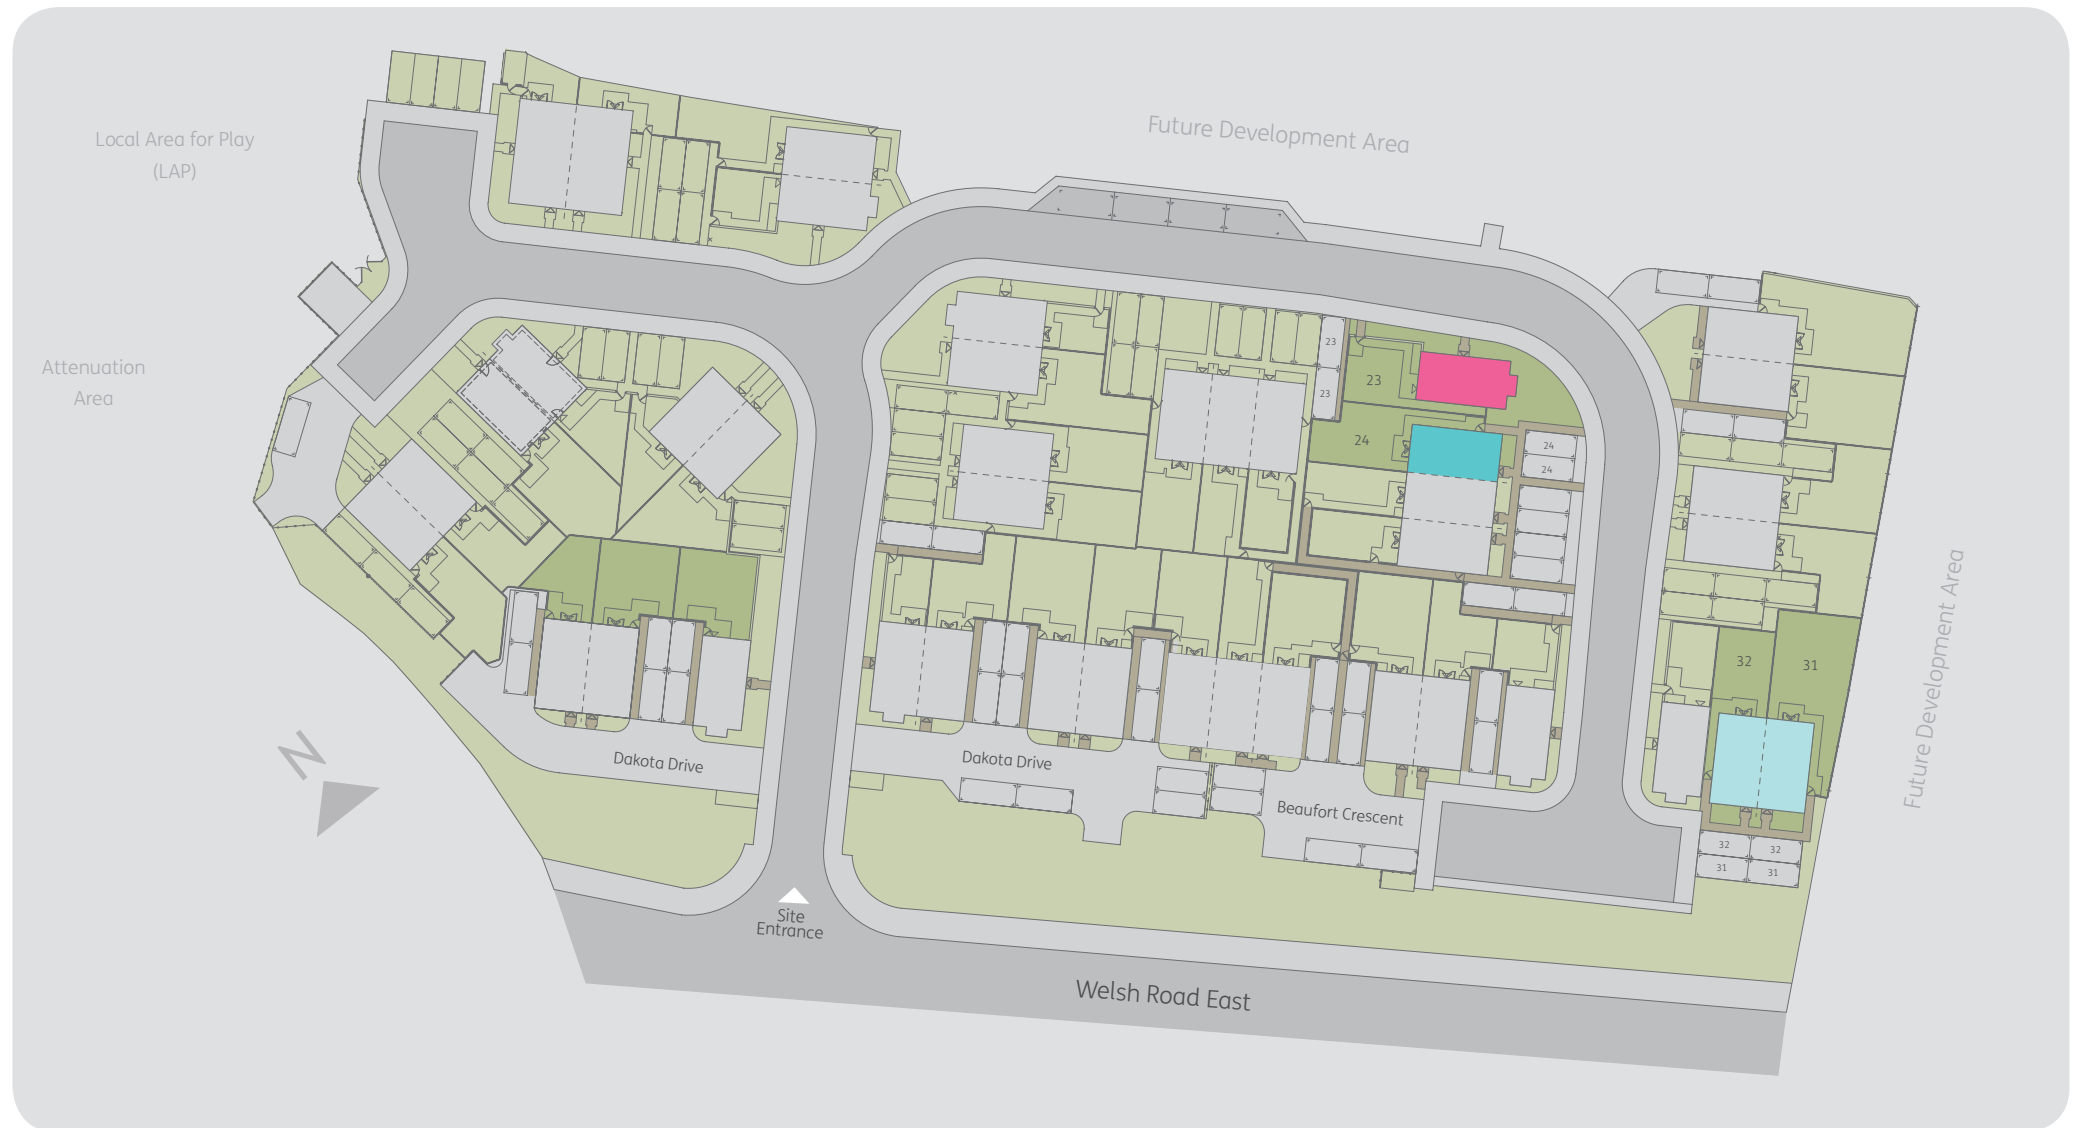 Local Area for Play
(LAP)
Future Development Area
Attenuation
Area
23
23
23
24
24
24
32
31
Future Development Area
N
Dakota Drive
Dakota Drive
Beaufort Crescent
32
32
31
31
Site
Entrance
Welsh Road East